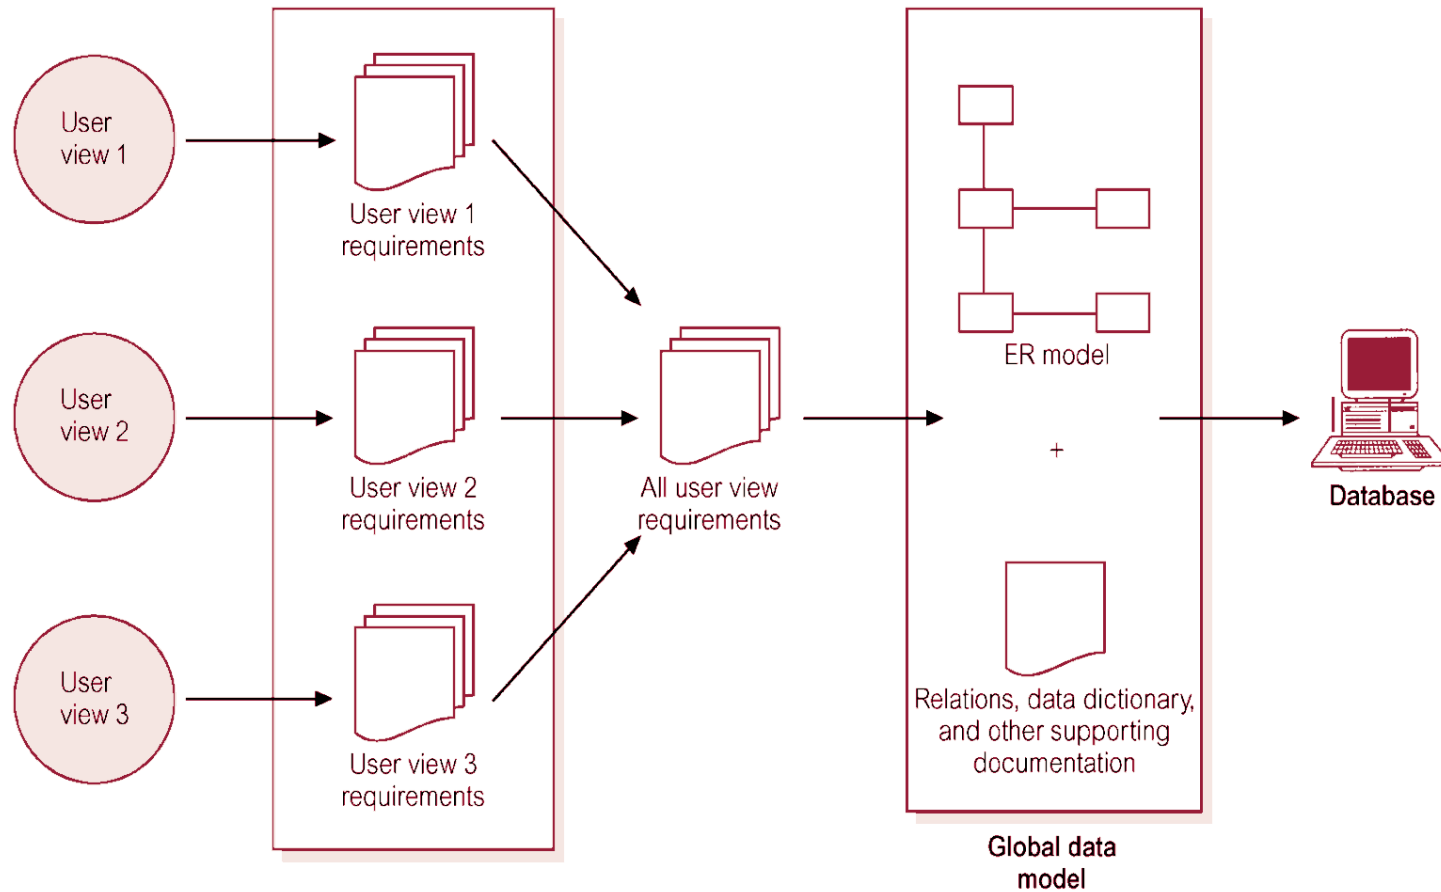 User
view 1
User view 1
requirements
User
view 2
User view 2
requirements
User
view 3
User view 3
requirements
All user view
requirements
ER model
+
Relations, data dictionary,
and other supporting
documentation
Global data
model
Database